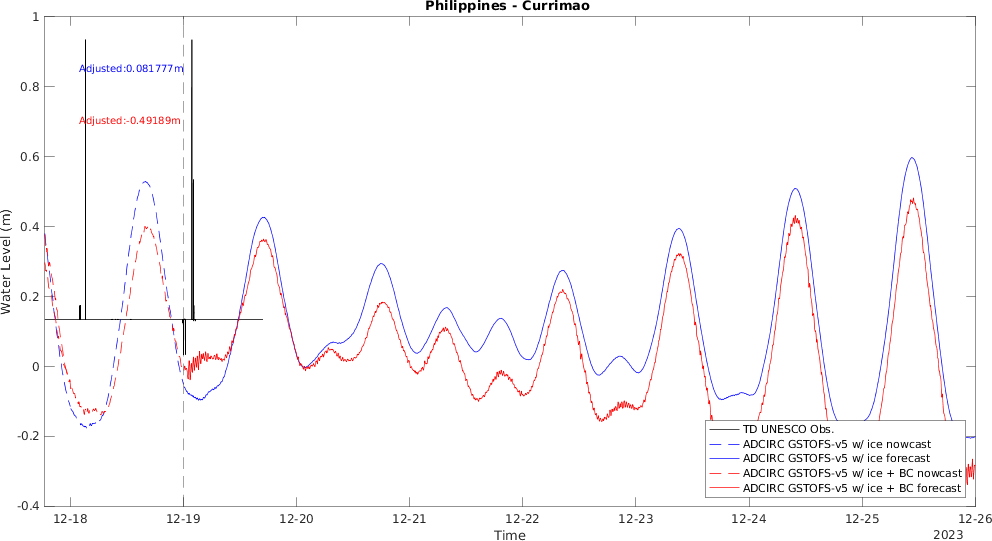 Philippines - Currimao
Water Level (m)
1
0.8
0.6
0.4
0.2
0
-0.2
-0.4
Adjusted:0.081777m
Adjusted:-0.49189m
TD UNESCO Obs.
ADCIRC GSTOFS-v5 w/ ice nowcast
ADCIRC GSTOFS-v5 w/ ice forecast
ADCIRC GSTOFS-v5 w/ ice + BC nowcast
ADCIRC GSTOFS-v5 w/ ice + BC forecast
12-18 12-19 12-20 12-21 12-22 12-23 12-24 12-25 12-26
Time
2023